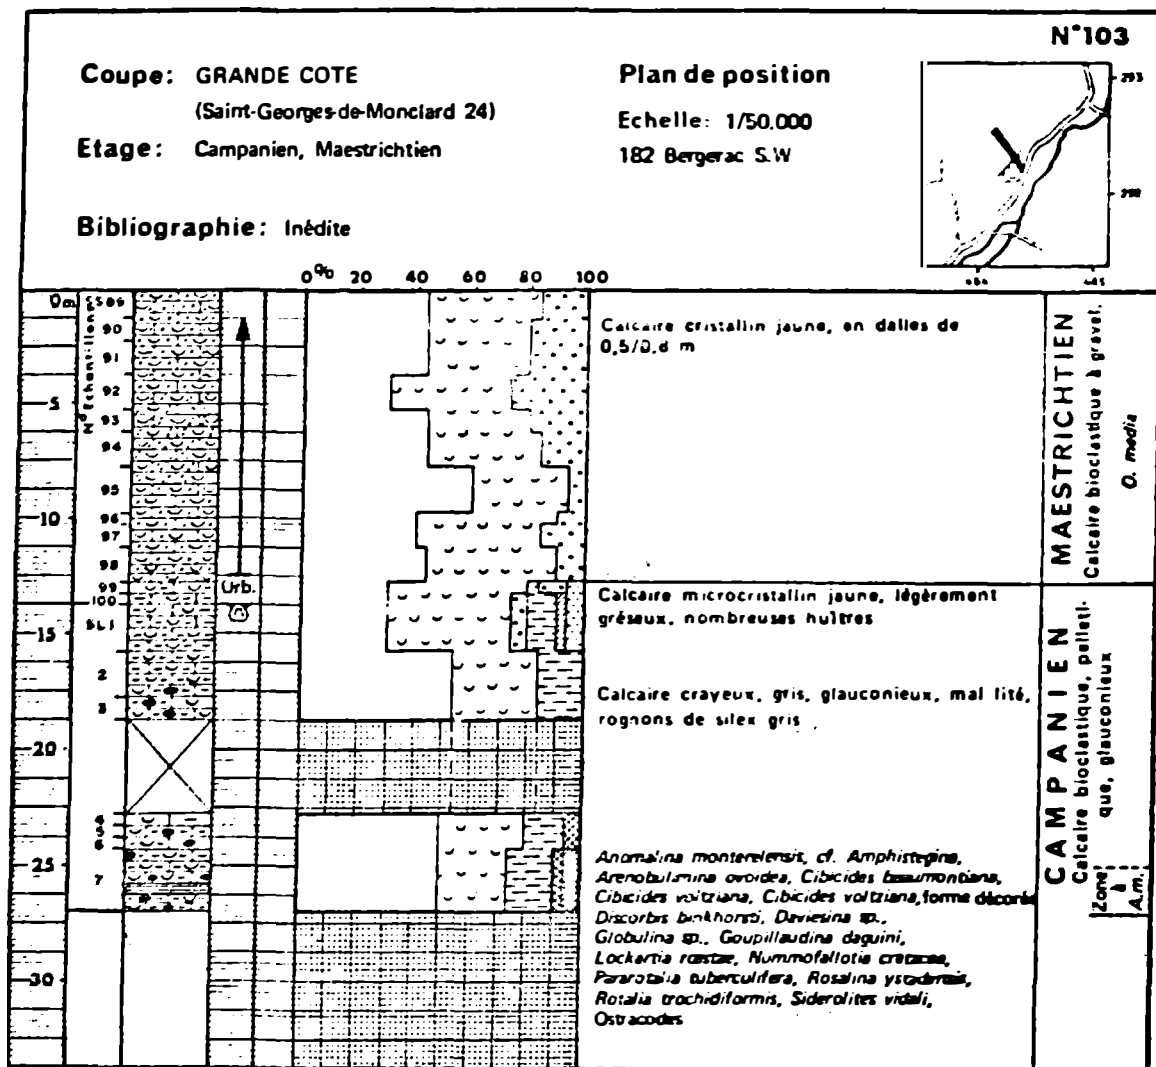 N°103
Coupe: GRANDE COTE
(Saint-Georges-de-Monclard 24)
Etage: Campanien, Maestrichtien
Bibliographie: Inédite
Plan de position
Echelle: 1/50.000
182 Bergerac S.W
293
0 % 20 40 60 80 100
0m
N° Echantillons
90
91
92
5
93
94
95
10
96
97
98
99
100
15
2
3
20
25
7
30
Urb.
Calcaire cristallin jaune, en dalles de
0,5/0,8 m
Calcaire microcristallin jaune, légèrement
gréseux, nombreuses huîtres
Calcaire crayeux, gris, glauconieux, mal lité,
rognons de silex gris
Anomalina monterelensis, cf. Amphistegina,
Arenobulimina ovoidea, Cibicides beaumontiana,
Cibicides voltziana, Cibicides voltziana, forme décorée
Discorbis binkhorsti, Daviesina sp.,
Globulina sp., Goupillaudina daguini,
Lockartia roestae, Nummofallotia cretacea,
Pararotalia tuberculifera, Rosalina ystadensis,
Rotalia trochidiformis, Siderolites vidali,
Ostracodes
MAESTRICHTIEN
Calcaire bioclastique à gravel.
O. media
CAMPANIEN
Calcaire bioclastique, pelleti-
que, glauconieux
Zone
à
A.m.